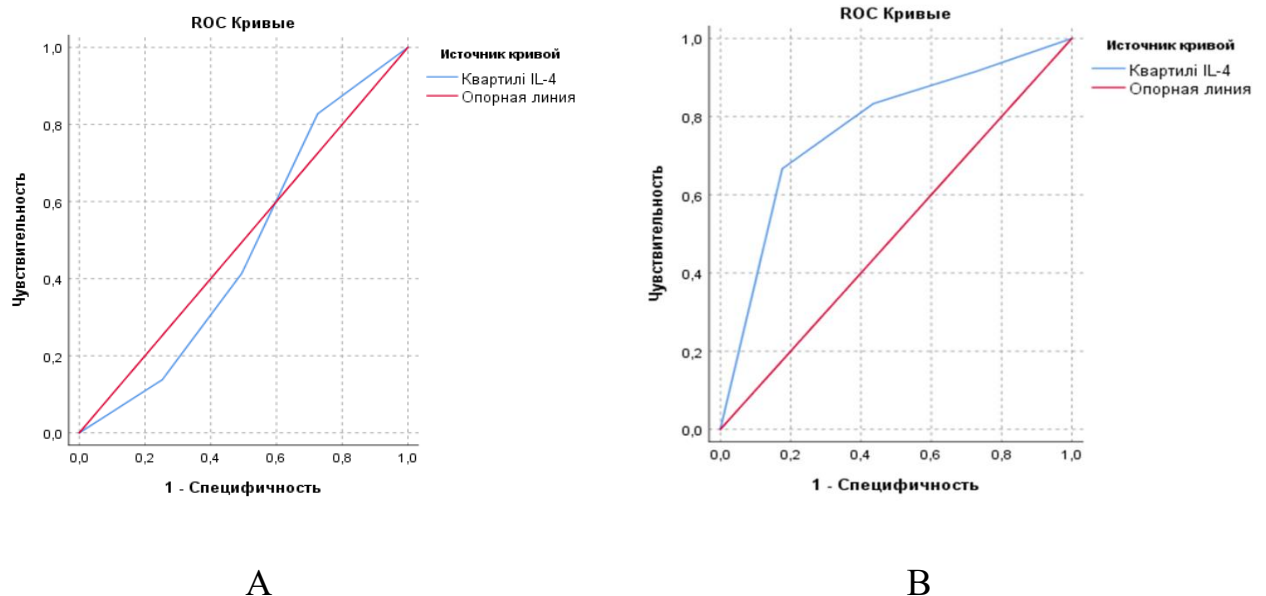 ROC Кривые
Источник кривой
Квартилі IL-4
Опорная линия
Чувствительность
1,0
0,8
0,6
0,4
0,2
0,0
0,0 0,2 0,4 0,6 0,8 1,0
1 - Специфичность
A
ROC Кривые
Источник кривой
Квартилі IL-4
Опорная линия
Чувствительность
1,0
0,8
0,6
0,4
0,2
0,0
0,0 0,2 0,4 0,6 0,8 1,0
1 - Специфичность
B